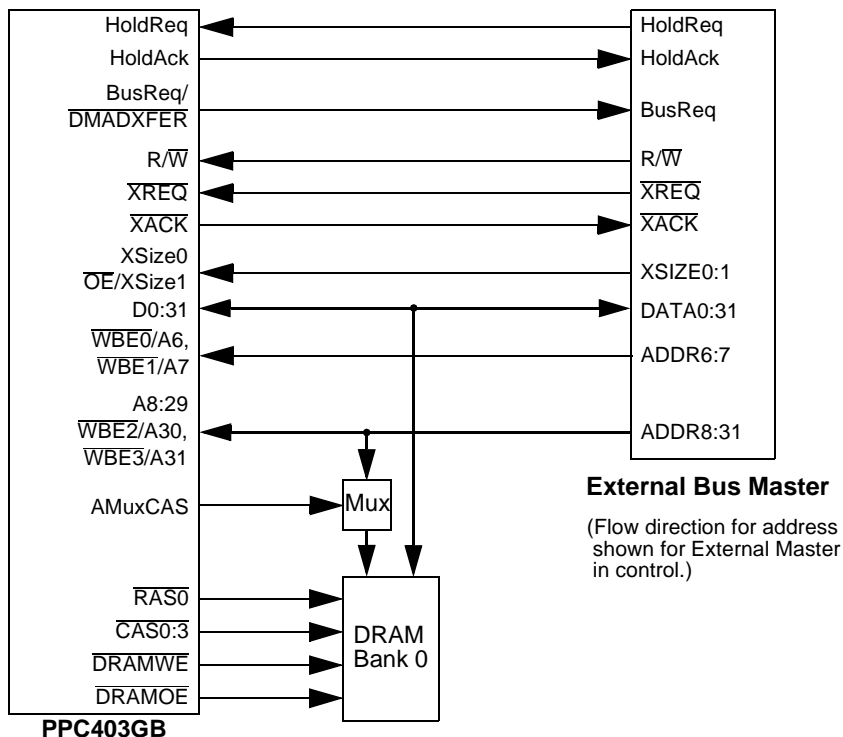 HoldReq
HoldAck
BusReq/
DMADXFER
R/W
XREQ
XACK
XSize0
OE/XSize1
D0:31
WBE0/A6,
WBE1/A7
A8:29
WBE2/A30,
WBE3/A31
AMuxCAS
RAS0
CAS0:3
DRAMWE
DRAMOE
PPC403GB
Mux
DRAM
Bank 0
HoldReq
HoldAck
BusReq
R/W
XREQ
XACK
XSIZE0:1
DATA0:31
ADDR6:7
ADDR8:31
External Bus Master
(Flow direction for address
shown for External Master
in control.)